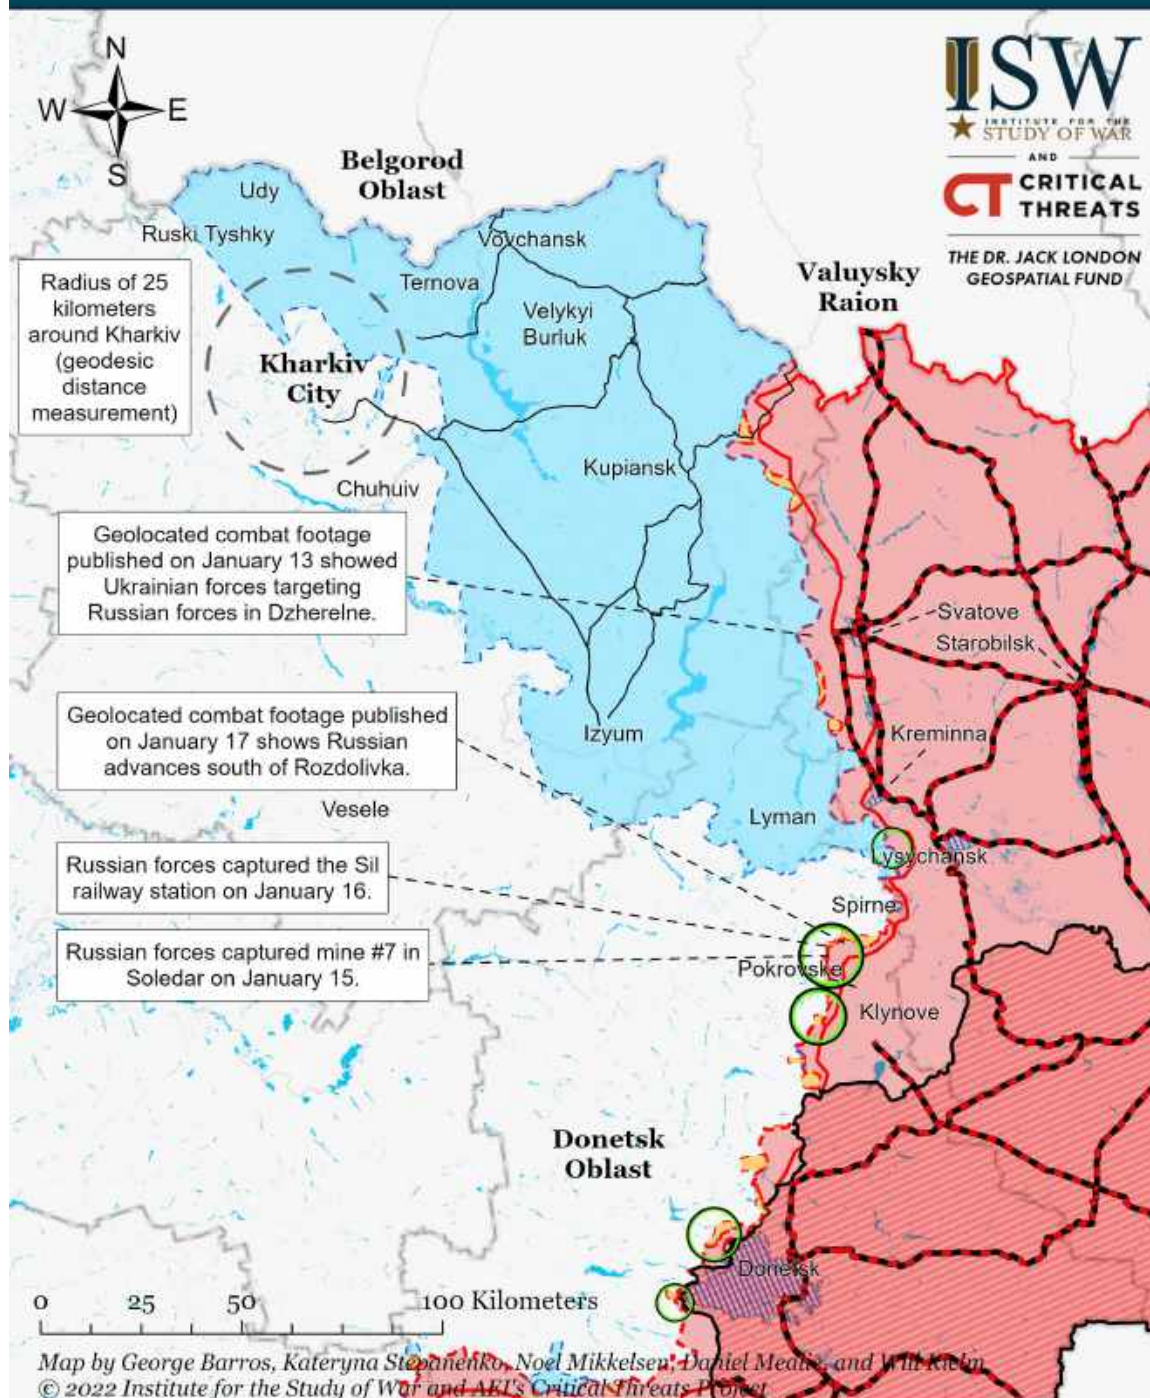 N
W E
S
ISW
INSTITUTE FOR THE
STUDY OF WAR
AND
CT CRITICAL
THREATS
THE DR. JACK LONDON
GEOSPATIAL FUND
Belgorod
Oblast
Udy
Ruski Tyshky
Vovchansk
Ternova
Valuysky
Raion
Radius of 25
kilometers
around Kharkiv
(geodesic
distance
measurement)
Velykyi
Burluk
Kharkiv
City
Kupiansk
Chuhuiv
Geolocated combat footage
published on January 13 showed
Ukrainian forces targeting
Russian forces in Dzherelne.
Svatove
Starobilsk
Geolocated combat footage published
on January 17 shows Russian
advances south of Rozdolivka.
Izyum
Kreminna
Vesele
Lyman
Russian forces captured the Sil
railway station on January 16.
Lysychansk
Spirne
Russian forces captured mine #7 in
Soledar on January 15.
Pokrovske
Klynove
Donetsk
Oblast
Donetsk
0 25 50 100 Kilometers
Map by George Barros, Kateryna Stepanenko, Noel Mikkelsen, Daniel Mealie, and Will Kielm
© 2022 Institute for the Study of War and AEI's Critical Threats Project